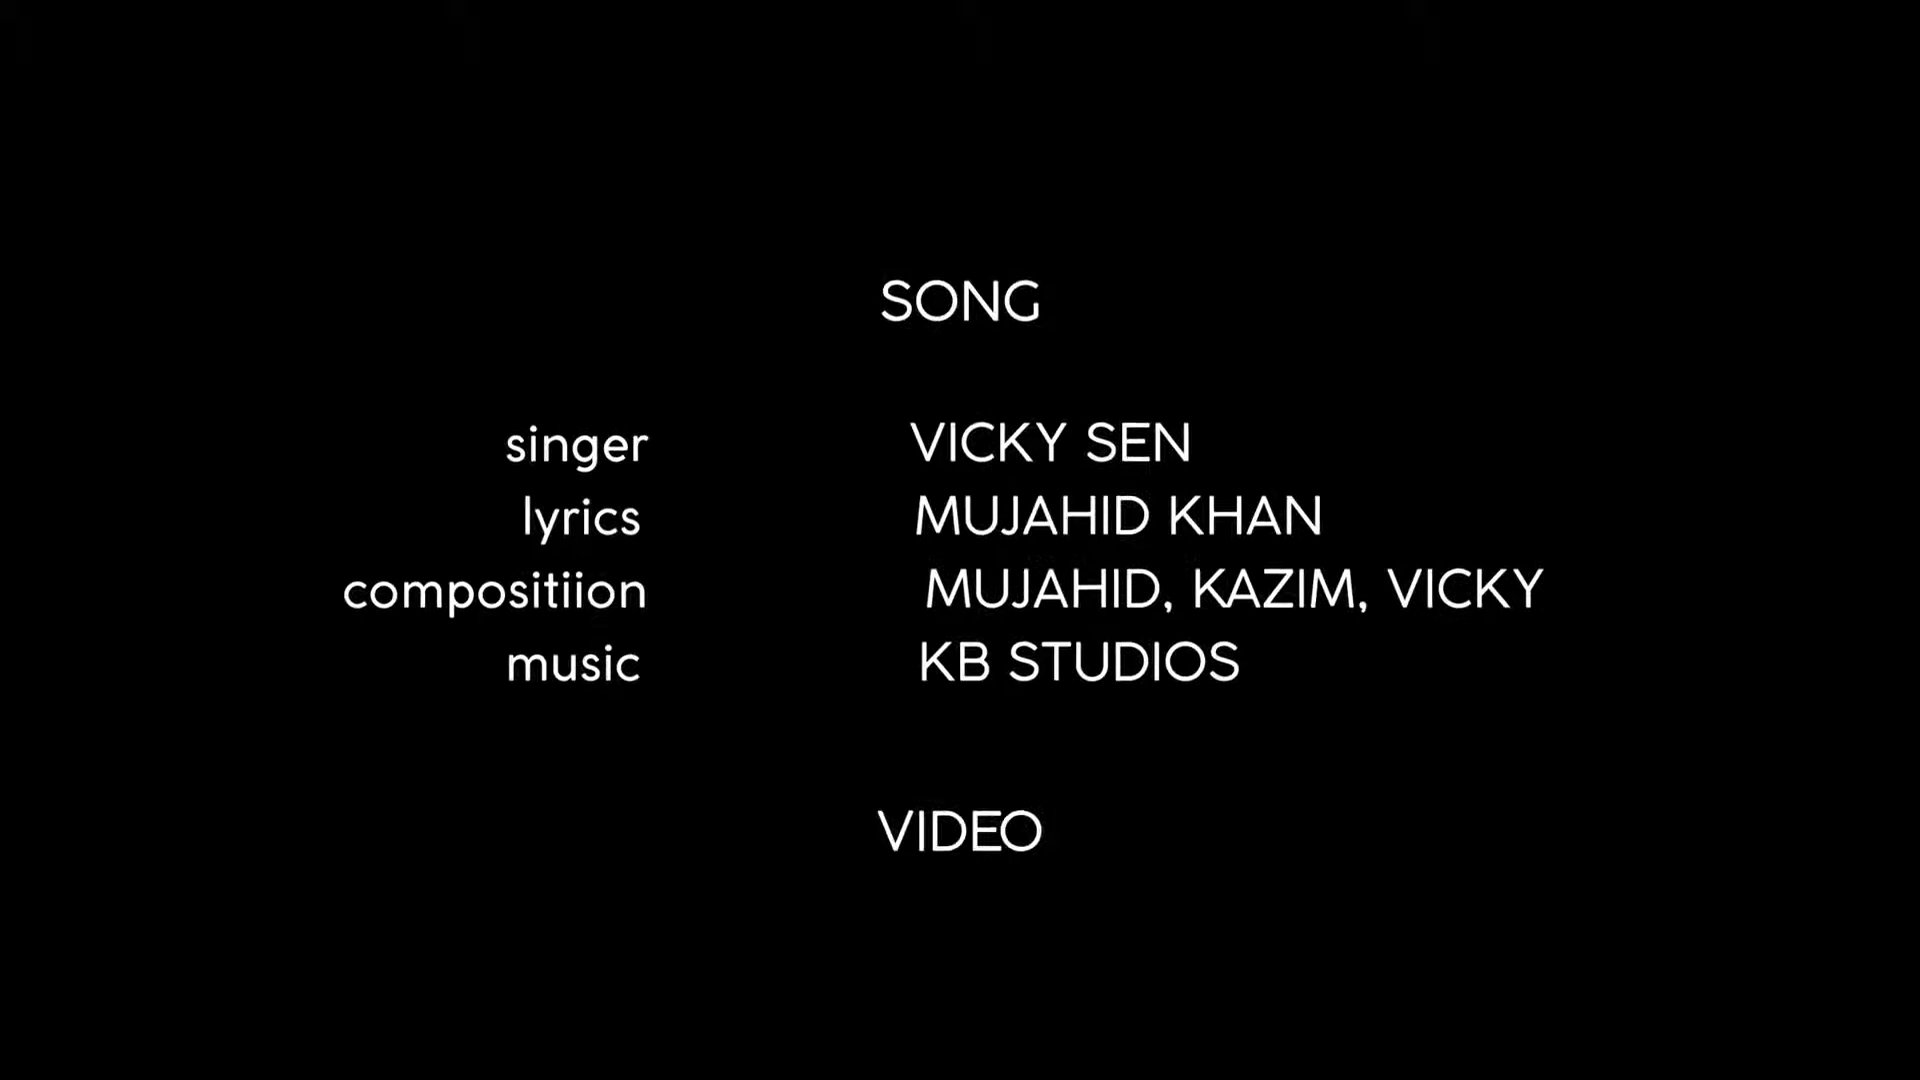 SONG
singer VICKY SEN
lyrics MUJAHID KHAN
compositiion MUJAHID, KAZIM, VICKY
music KB STUDIOS
VIDEO